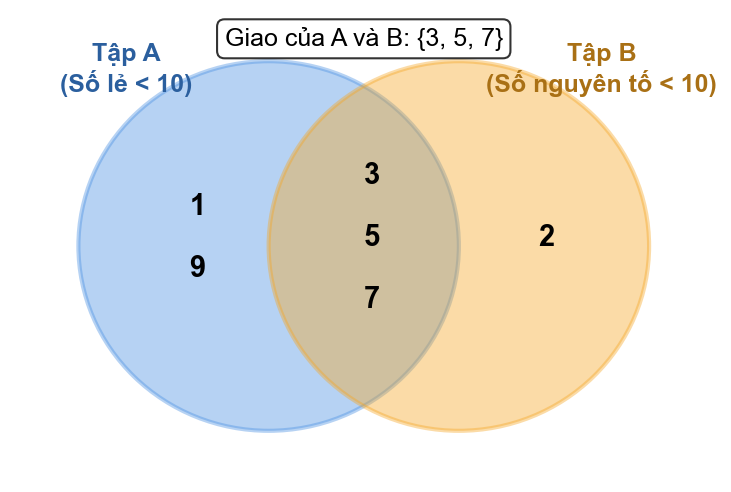 Giao của A và B: {3, 5, 7}
Tập A
(Số lẻ < 10)
Tập B
(Số nguyên tố < 10)
1
9
3
5
7
2